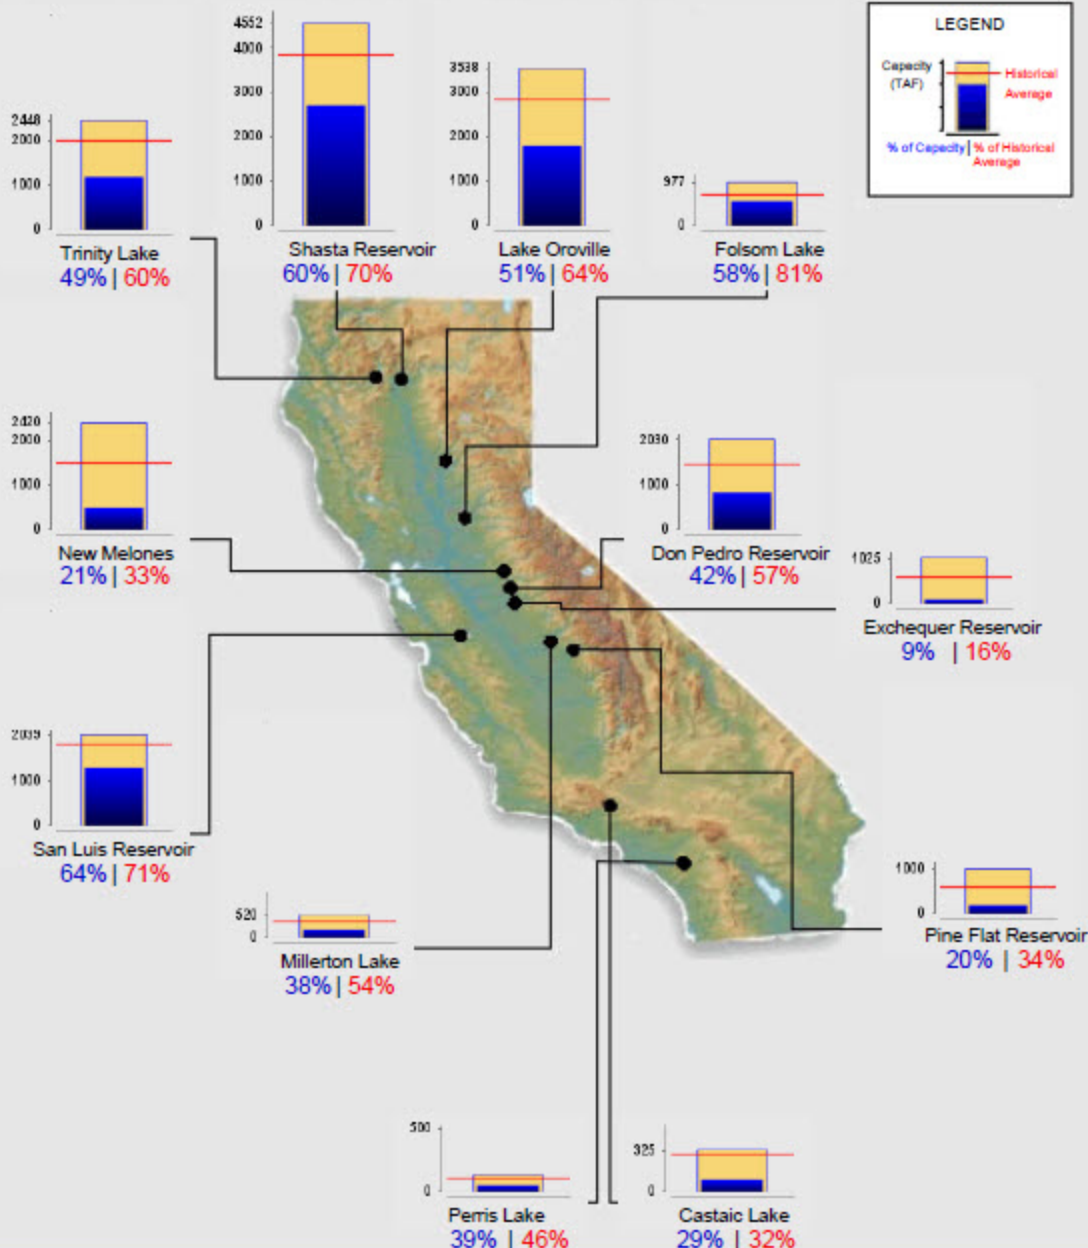 LEGEND
Capacity
(TAF)
Historical
Average
% of Capacity | % of Historical
Average
2448
2000
1000
0
Trinity Lake
49% | 60%
4552
4000
3000
2000
1000
0
Shasta Reservoir
60% | 70%
3538
3000
2000
1000
0
Lake Oroville
51% | 64%
977
0
Folsom Lake
58% | 81%
2420
2000
1000
0
New Melones
21% | 33%
2030
1000
0
Don Pedro Reservoir
42% | 57%
1025
0
Exchequer Reservoir
9% | 16%
2039
1000
0
San Luis Reservoir
64% | 71%
520
0
Millerton Lake
38% | 54%
1000
0
Pine Flat Reservoir
20% | 34%
500
0
Perris Lake
39% | 46%
325
0
Castaic Lake
29% | 32%